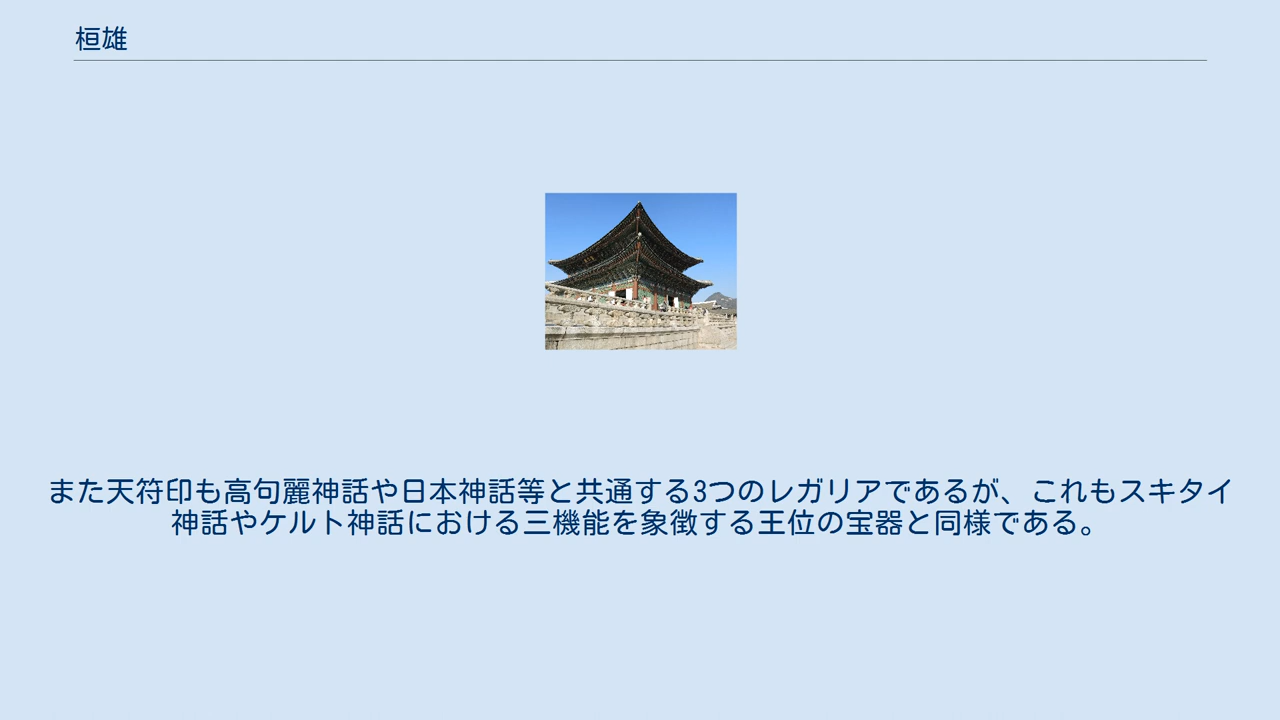 桓雄
また天符印も高句麗神話や日本神話等と共通する3つのレガリアであるが、これもスキタイ
神話やケルト神話における三機能を象徴する王位の宝器と同様である。